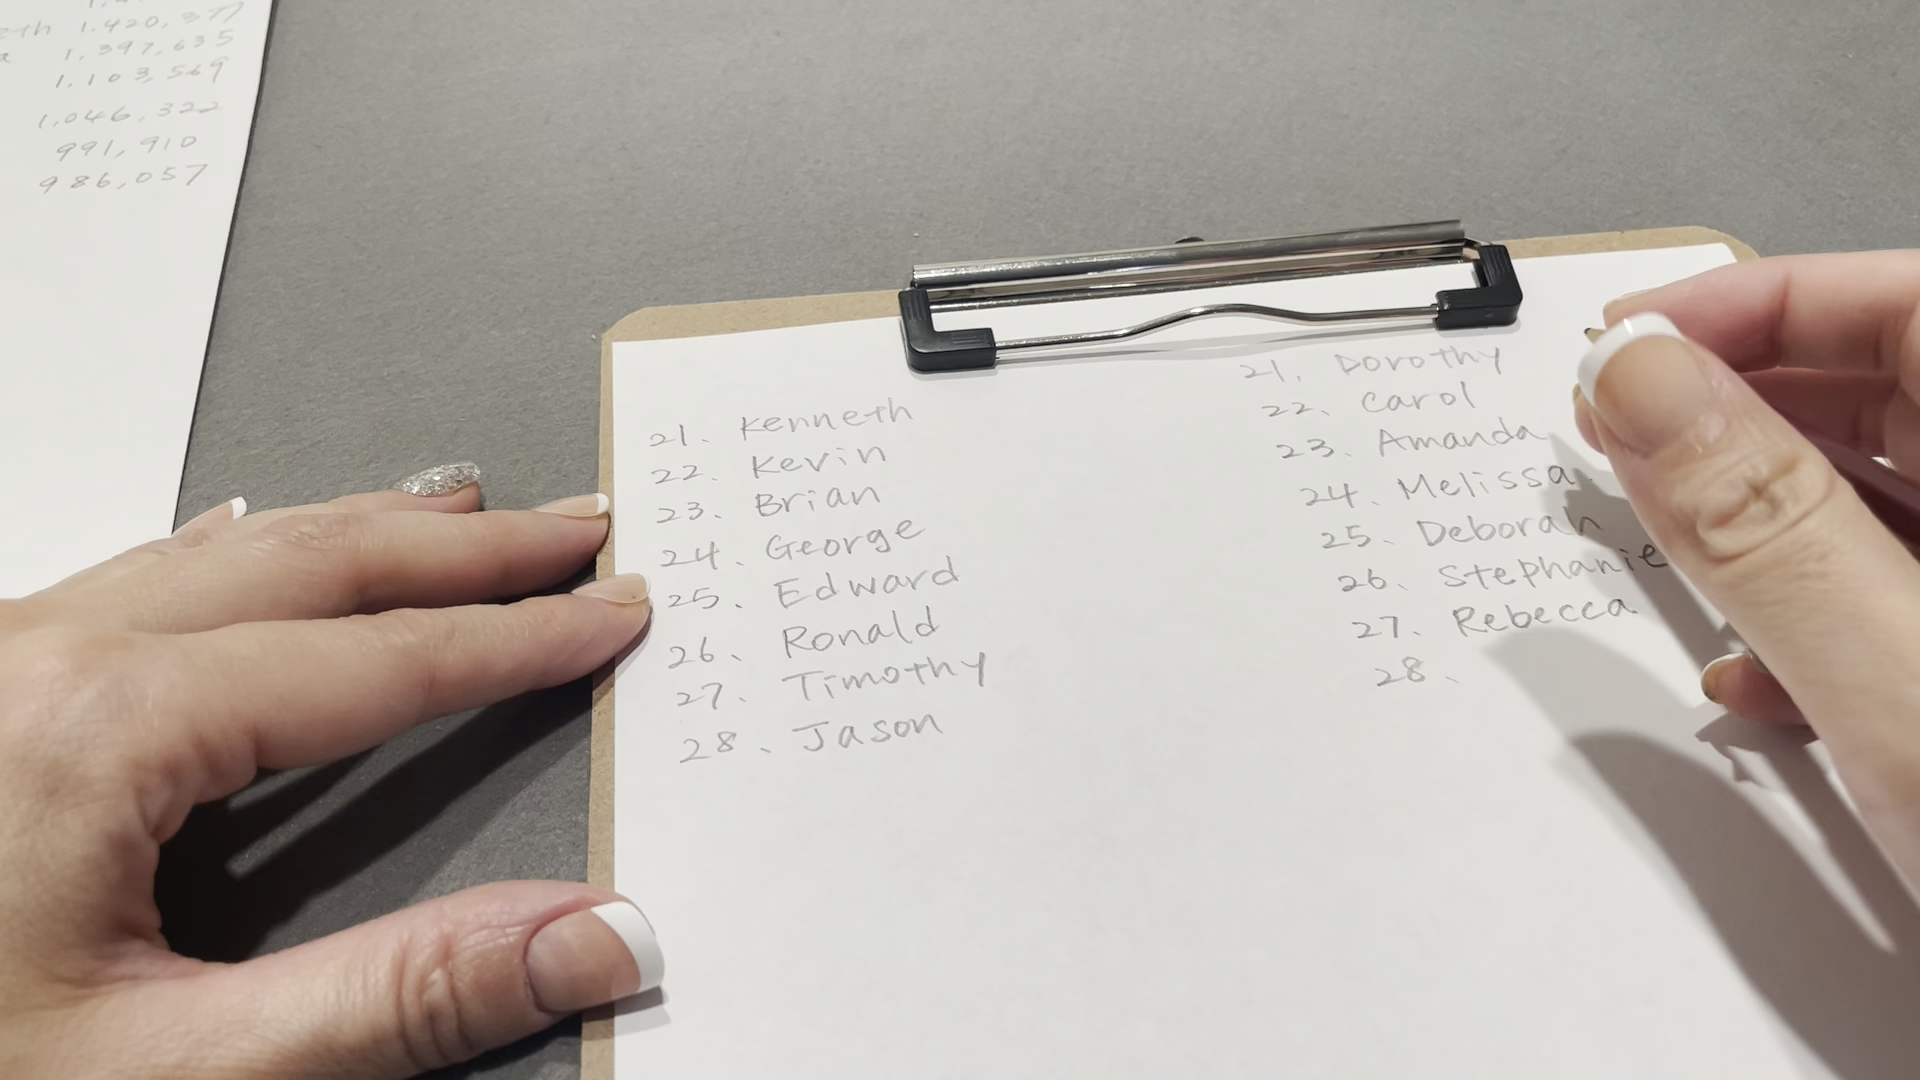 1.420,377
1,397,635
1,103,569
1,046,322
991,910
986,057
21. Kenneth
22. Kevin
23. Brian
24. George
25. Edward
26. Ronald
27. Timothy
28. Jason
21. Dorothy
22. Carol
23. Amanda
24. Melissa
25. Deborah
26. Stephanie
27. Rebecca
28.